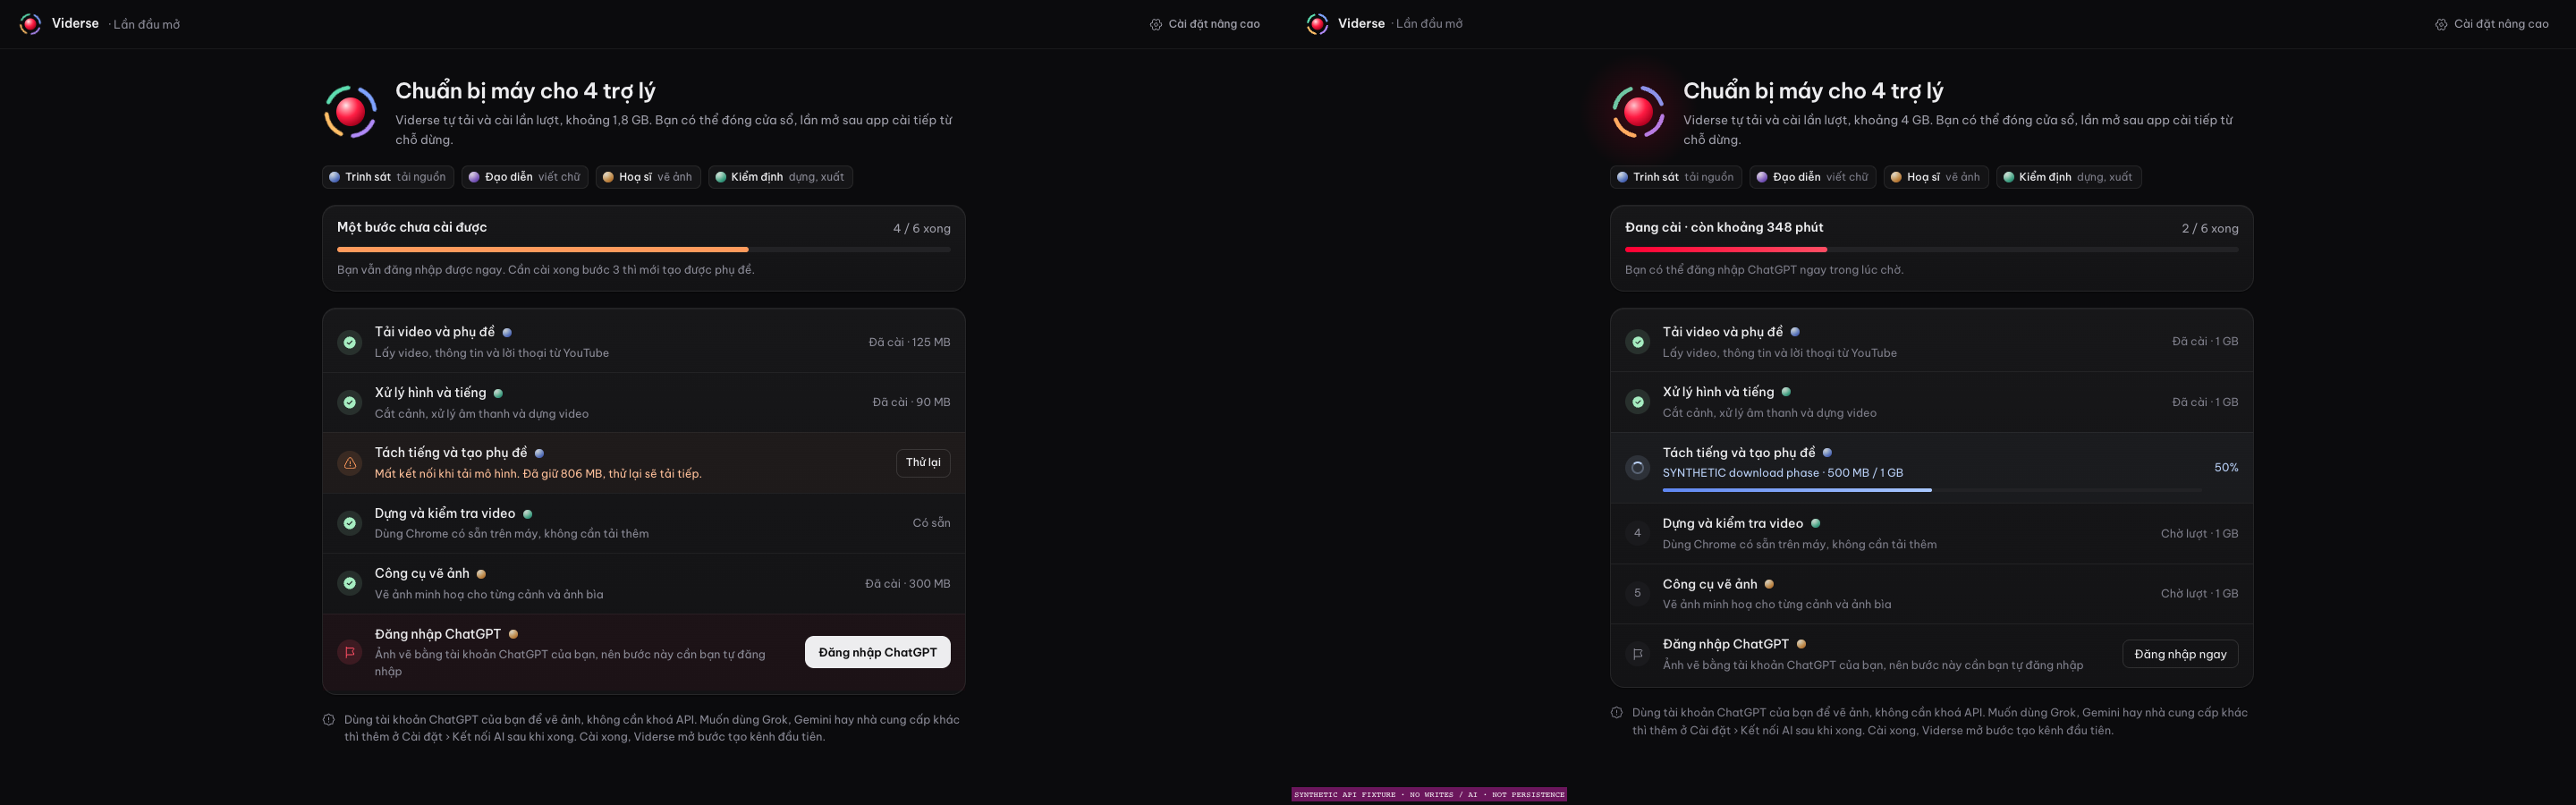 Viderse · Lần đầu mở
Cài đặt nâng cao
Chuẩn bị máy cho 4 trợ lý
Viderse tự tải và cài lần lượt, khoảng 1,8 GB. Bạn có thể đóng cửa sổ, lần mở sau app cài tiếp từ
chỗ dừng.
Trinh sát tải nguồn
Đạo diễn viết chữ
Hoạ sĩ vẽ ảnh
Kiểm định dựng, xuất
Một bước chưa cài được
4 / 6 xong
Bạn vẫn đăng nhập được ngay. Cần cài xong bước 3 thì mới tạo được phụ đề.
Tải video và phụ đề
Lấy video, thông tin và lời thoại từ YouTube
Đã cài · 125 MB
Xử lý hình và tiếng
Cắt cảnh, xử lý âm thanh và dựng video
Đã cài · 90 MB
Tách tiếng và tạo phụ đề
Mất kết nối khi tải mô hình. Đã giữ 806 MB, thử lại sẽ tải tiếp.
Thử lại
Dựng và kiểm tra video
Dùng Chrome có sẵn trên máy, không cần tải thêm
Có sẵn
Công cụ vẽ ảnh
Vẽ ảnh minh hoạ cho từng cảnh và ảnh bìa
Đã cài · 300 MB
Đăng nhập ChatGPT
Ảnh vẽ bằng tài khoản ChatGPT của bạn, nên bước này cần bạn tự đăng
nhập
Đăng nhập ChatGPT
Dùng tài khoản ChatGPT của bạn để vẽ ảnh, không cần khoá API. Muốn dùng Grok, Gemini hay nhà cung cấp khác
thì thêm ở Cài đặt › Kết nối AI sau khi xong. Cài xong, Viderse mở bước tạo kênh đầu tiên.
Viderse · Lần đầu mở
Cài đặt nâng cao
Chuẩn bị máy cho 4 trợ lý
Viderse tự tải và cài lần lượt, khoảng 4 GB. Bạn có thể đóng cửa sổ, lần mở sau app cài tiếp từ
chỗ dừng.
Trinh sát tải nguồn
Đạo diễn viết chữ
Hoạ sĩ vẽ ảnh
Kiểm định dựng, xuất
Đang cài · còn khoảng 348 phút
2 / 6 xong
Bạn có thể đăng nhập ChatGPT ngay trong lúc chờ.
Tải video và phụ đề
Lấy video, thông tin và lời thoại từ YouTube
Đã cài · 1 GB
Xử lý hình và tiếng
Cắt cảnh, xử lý âm thanh và dựng video
Đã cài · 1 GB
Tách tiếng và tạo phụ đề
SYNTHETIC download phase · 500 MB / 1 GB
50%
4
Dựng và kiểm tra video
Dùng Chrome có sẵn trên máy, không cần tải thêm
Chờ lượt · 1 GB
5
Công cụ vẽ ảnh
Vẽ ảnh minh hoạ cho từng cảnh và ảnh bìa
Chờ lượt · 1 GB
Đăng nhập ChatGPT
Ảnh vẽ bằng tài khoản ChatGPT của bạn, nên bước này cần bạn tự đăng nhập
Đăng nhập ngay
Dùng tài khoản ChatGPT của bạn để vẽ ảnh, không cần khoá API. Muốn dùng Grok, Gemini hay nhà cung cấp khác
thì thêm ở Cài đặt › Kết nối AI sau khi xong. Cài xong, Viderse mở bước tạo kênh đầu tiên.
SYNTHETIC API FIXTURE · NO WRITES / AI · NOT PERSISTENCE